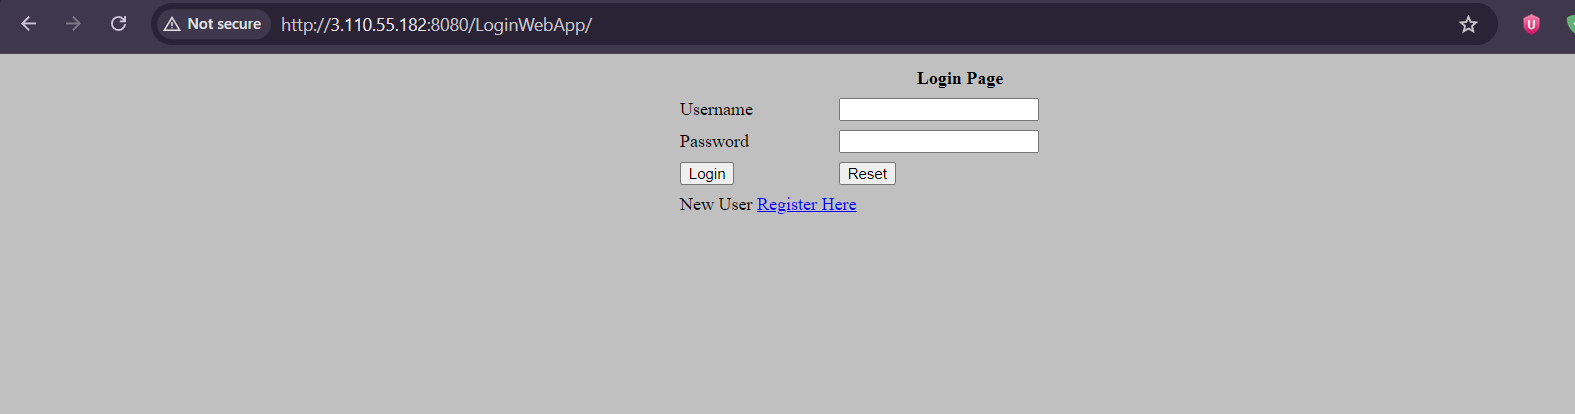 Not secure http://3.110.55.182:8080/LoginWebApp/
Login Page
Username
Password
Login Reset
New User Register Here